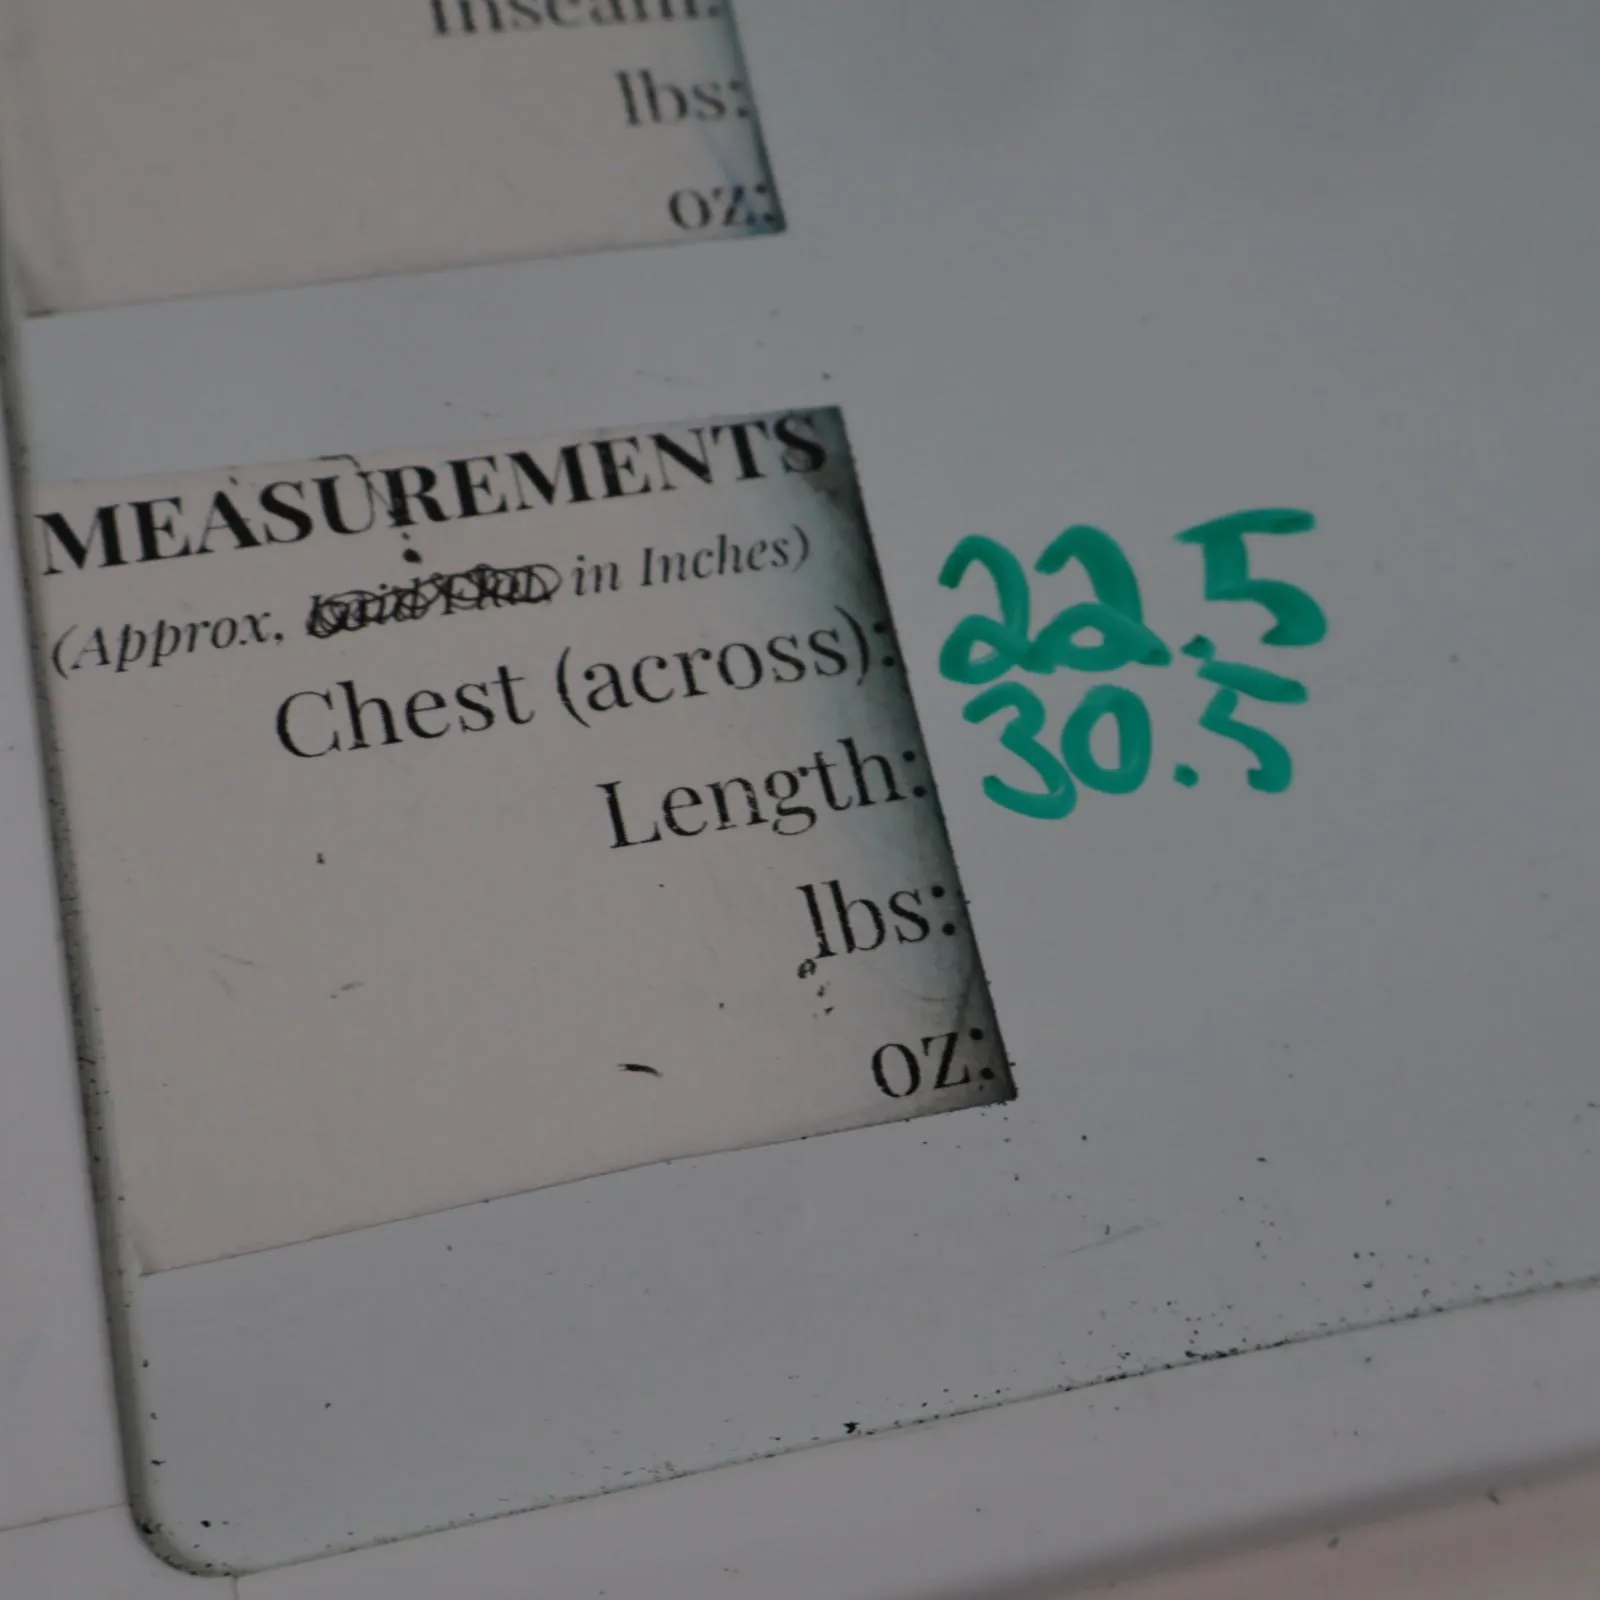 Inseam:
lbs:
oz:
MEASUREMENTS
(Approx, in Inches)
Chest (across): 22.5
Length: 30.5
lbs:
oz: